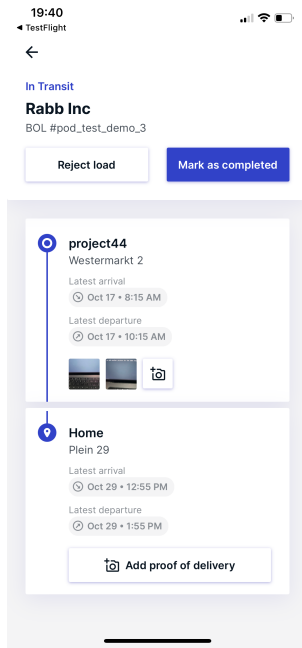 19:40
◀ TestFlight
In Transit
Rabb Inc
BOL #pod_test_demo_3
Reject load
Mark as completed
project44
Westermarkt 2
Latest arrival
Oct 17 • 8:15 AM
Latest departure
Oct 17 • 10:15 AM
Home
Plein 29
Latest arrival
Oct 29 • 12:55 PM
Latest departure
Oct 29 • 1:55 PM
Add proof of delivery